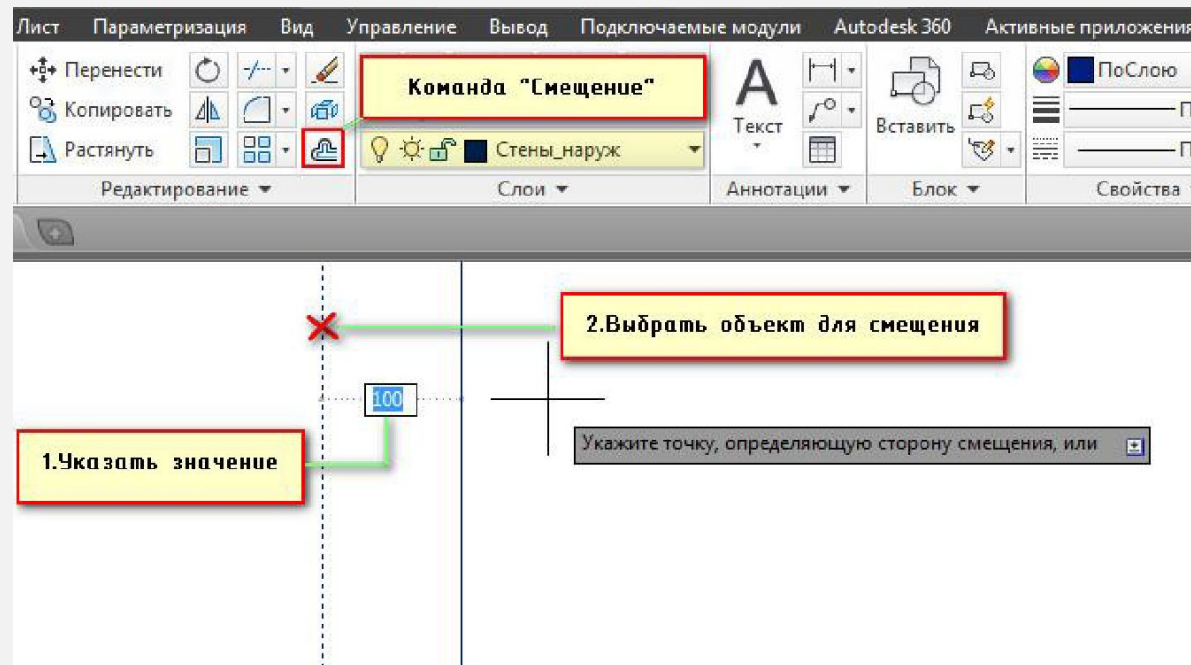 Лист Параметризация Вид Управление Вывод Подключаемые модули Autodesk 360 Активные приложения
Перенести
Копировать
Растянуть
Команда "Смещение"
Стены_наруж
Текст
Вставить
ПоСлою
П
П
Редактирование
Слои
Аннотации
Блок
Свойства
2.Выбрать объект для смещения
100
Укажите точку, определяющую сторону смещения, или
1.Указать значение